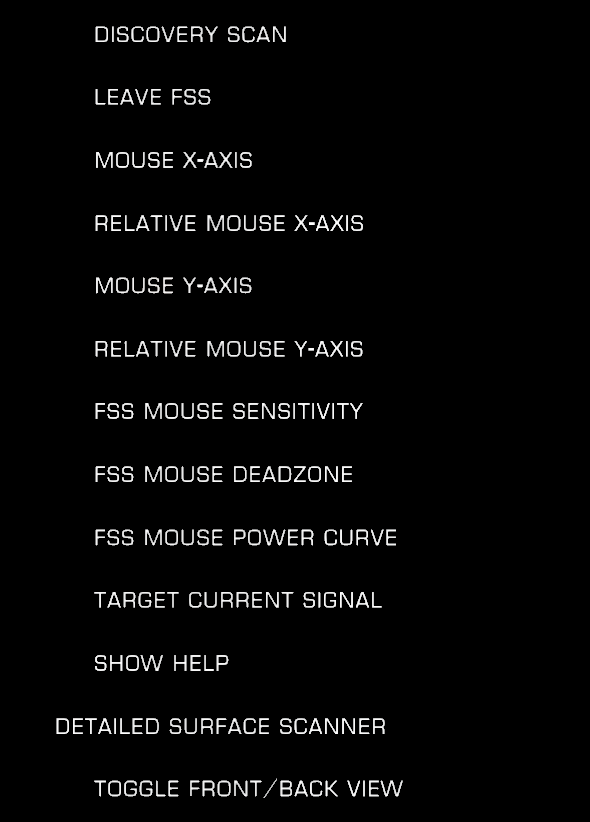 DISCOVERY SCAN
LEAVE FSS
MOUSE X-AXIS
RELATIVE MOUSE X-AXIS
MOUSE Y-AXIS
RELATIVE MOUSE Y-AXIS
FSS MOUSE SENSITIVITY
FSS MOUSE DEADZONE
FSS MOUSE POWER CURVE
TARGET CURRENT SIGNAL
SHOW HELP
DETAILED SURFACE SCANNER
TOGGLE FRONT/BACK VIEW